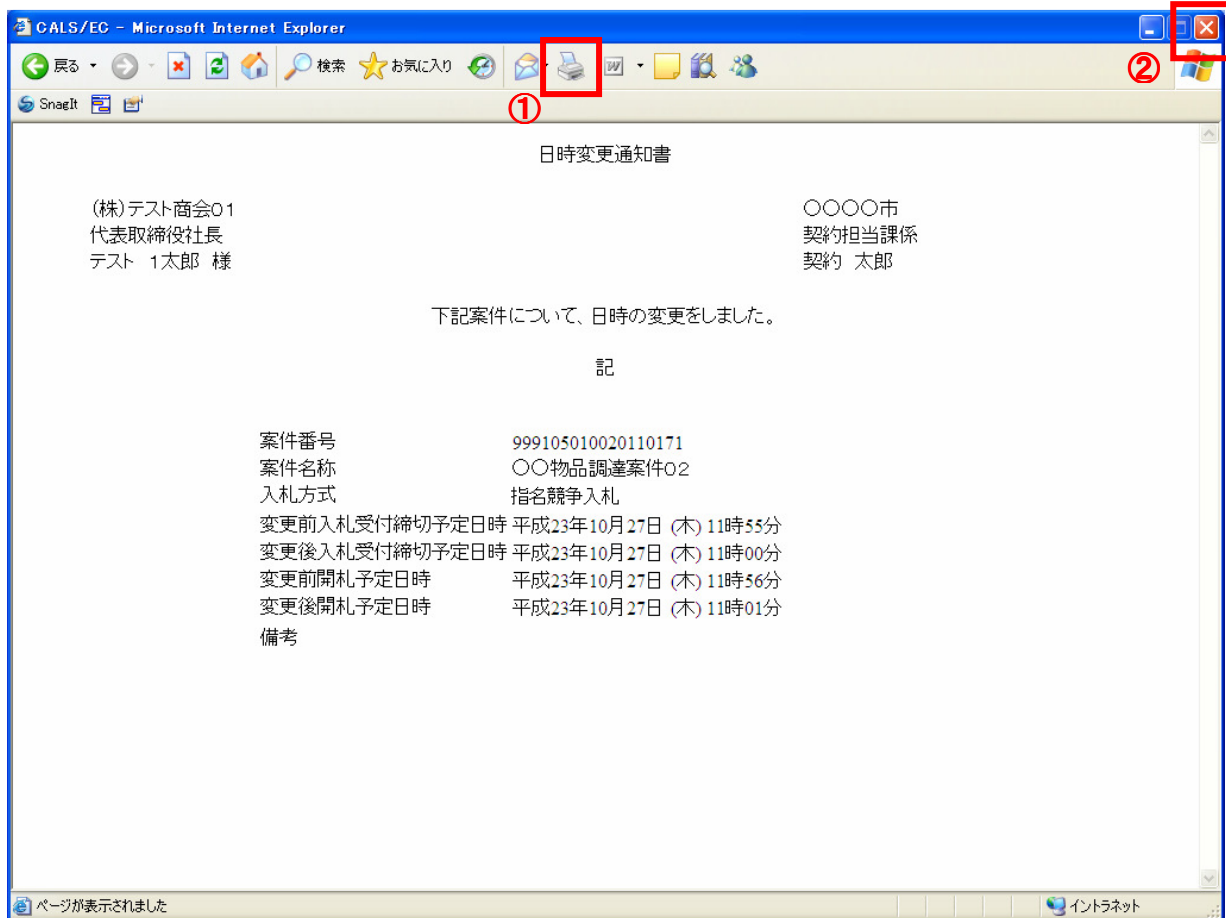 CALS/EC - Microsoft Internet Explorer
戻る 検索 お気に入り
①
②
SnagIt
日時変更通知書
(株)テスト商会01 〇〇〇〇市
代表取締役社長 契約担当課係
テスト 1太郎 様 契約 太郎
下記案件について、日時の変更をしました。
記
案件番号 999105010020110171
案件名称 〇〇物品調達案件02
入札方式 指名競争入札
変更前入札受付締切予定日時 平成23年10月27日 (木) 11時55分
変更後入札受付締切予定日時 平成23年10月27日 (木) 11時00分
変更前開札予定日時 平成23年10月27日 (木) 11時56分
変更後開札予定日時 平成23年10月27日 (木) 11時01分
備考
ページが表示されました イントラネット